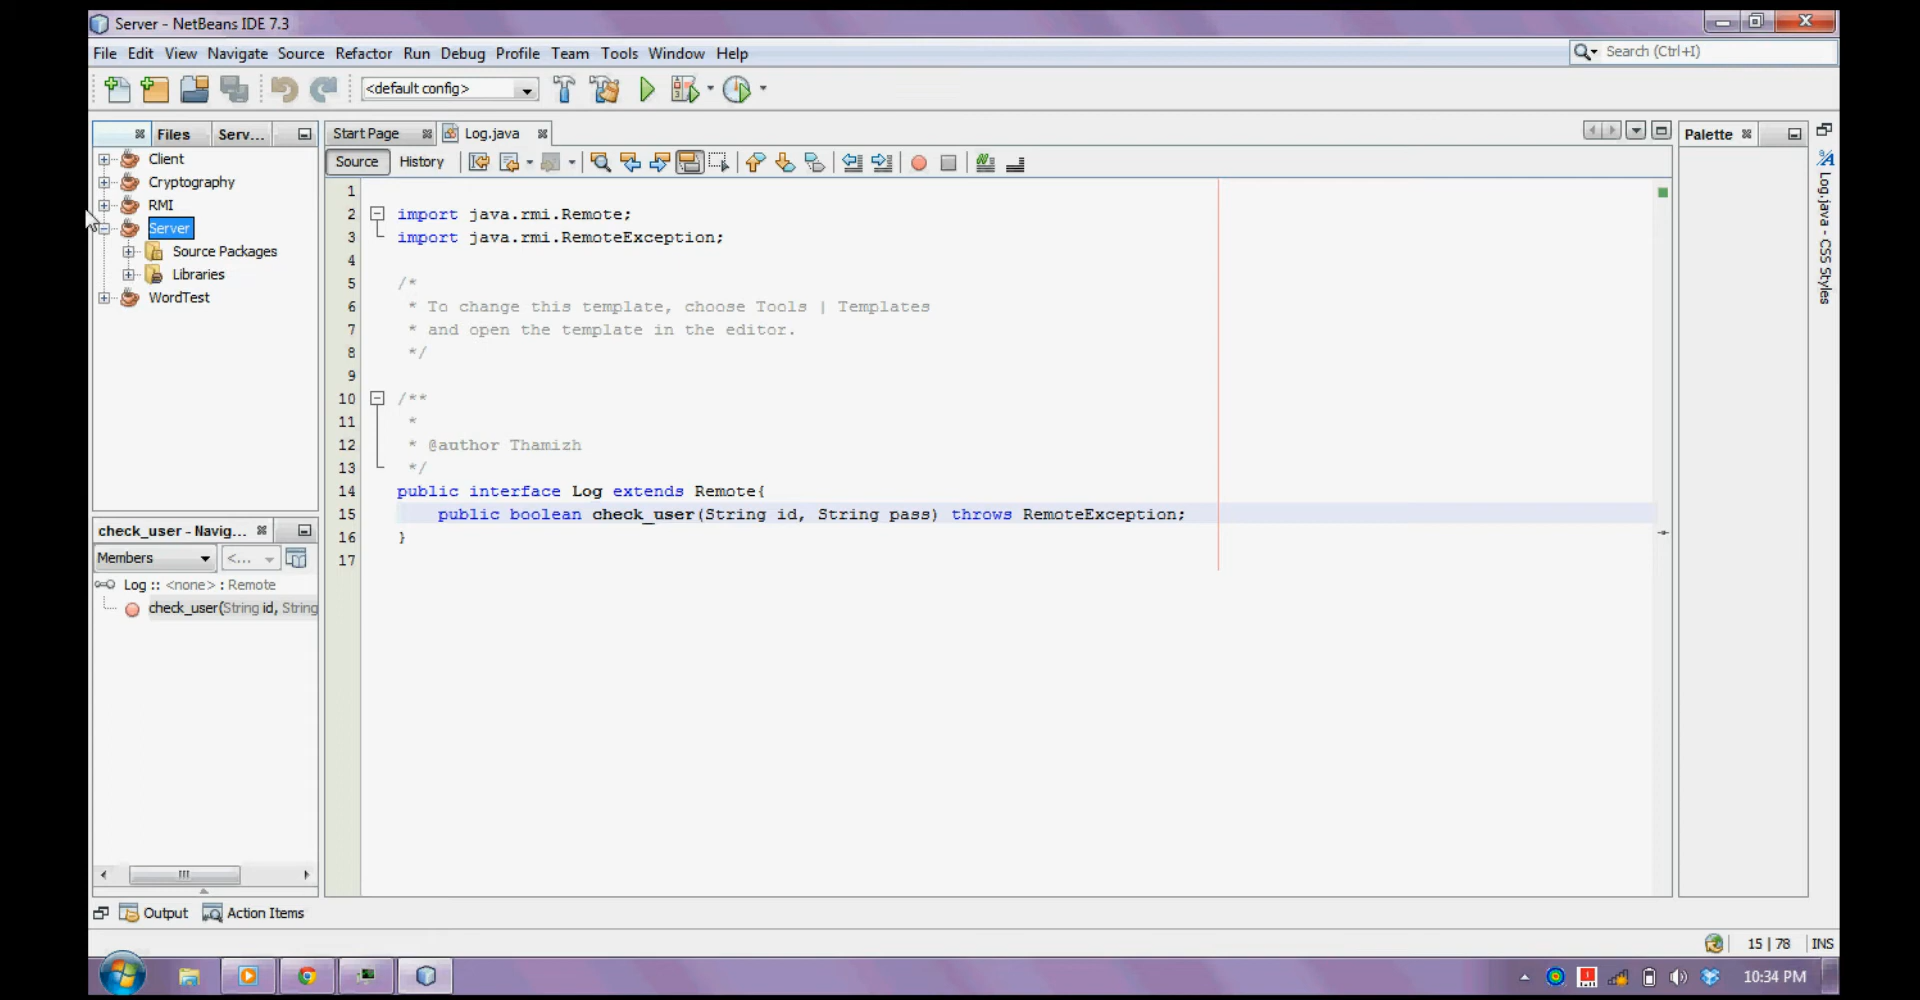 Server - NetBeans IDE 7.3
File Edit View Navigate Source Refactor Run Debug Profile Team Tools Window Help
Search (Ctrl+I)
<default config>
Files Serv...
Start Page Log.java
Palette
Source History
Client
Cryptography
RMI
Server
Source Packages
Libraries
WordTest
1
2 import java.rmi.Remote;
3 import java.rmi.RemoteException;
4
5 /*
6 * To change this template, choose Tools | Templates
7 * and open the template in the editor.
8 */
9
10 /**
11 *
12 * @author Thamizh
13 */
14 public interface Log extends Remote{
15 public boolean check_user(String id, String pass) throws RemoteException;
16 }
17
Log.java - CSS Styles
check_user - Navig...
Members <...
Log :: <none> : Remote
check_user(String id, String
Output Action Items
15 | 78 INS
10:34 PM